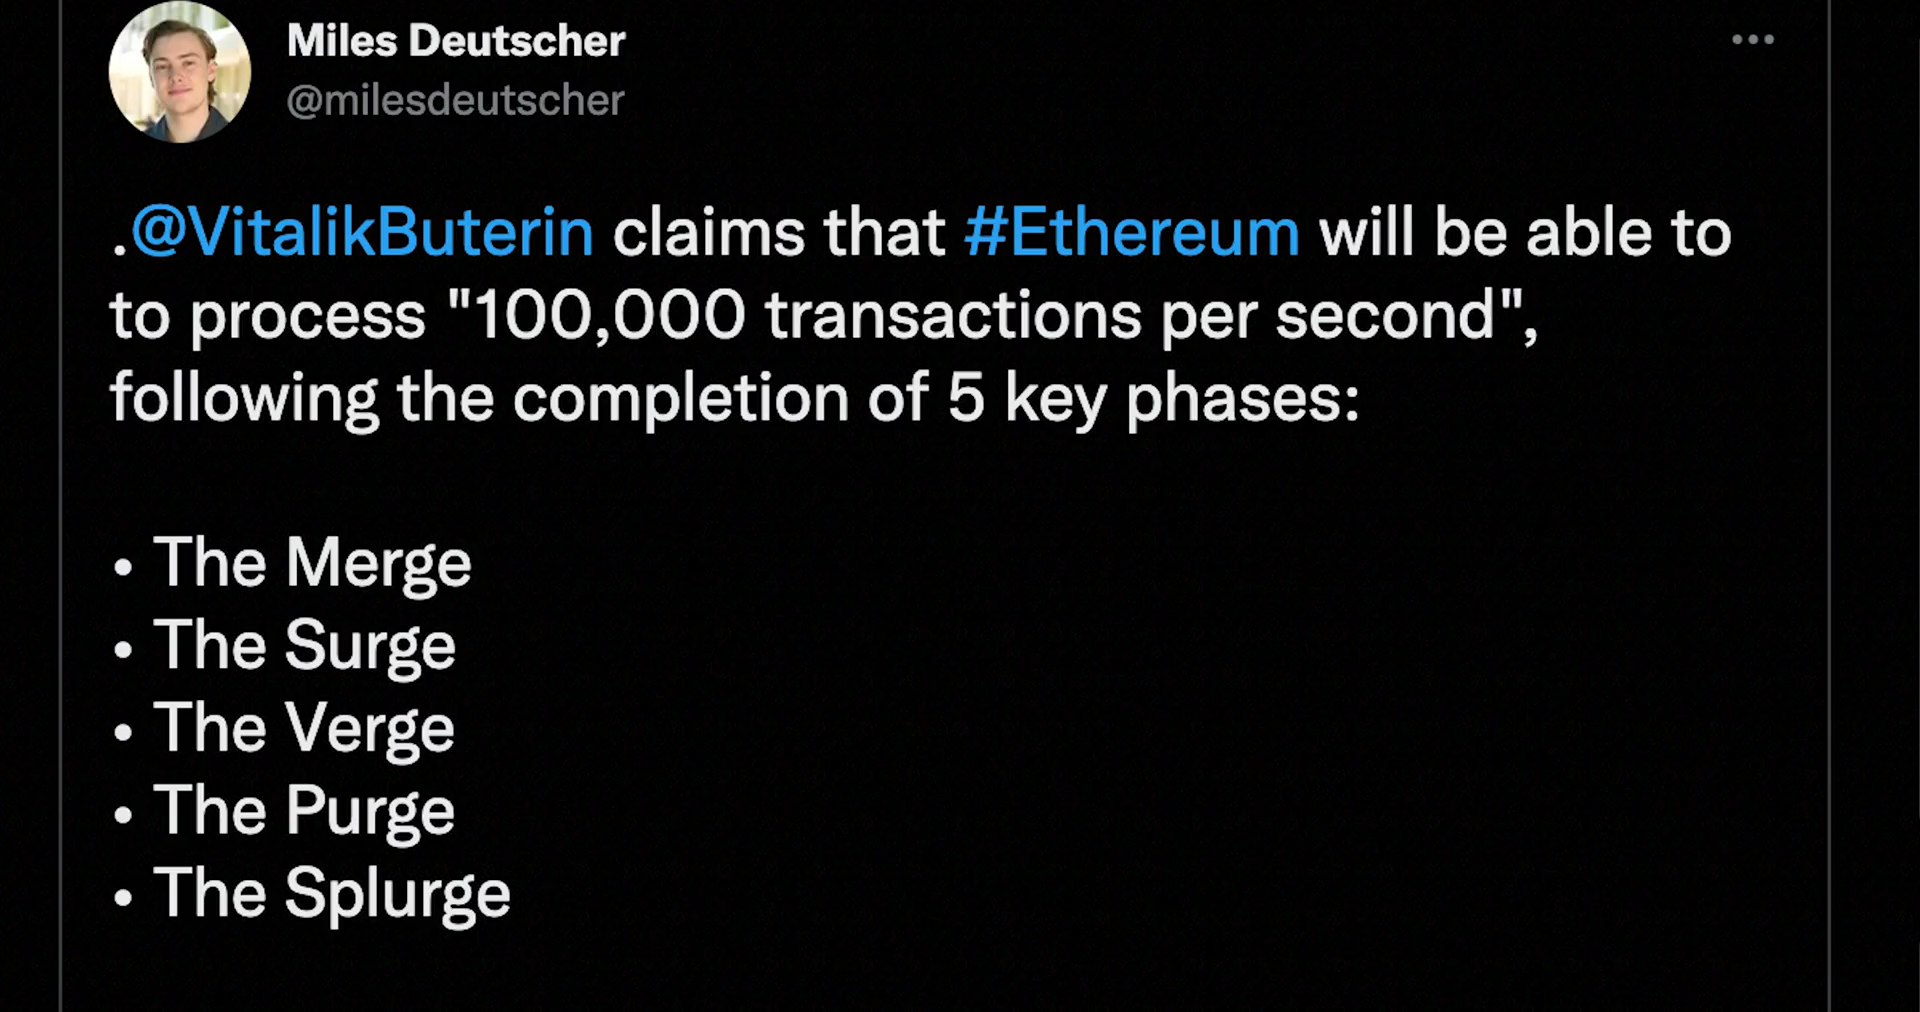 Miles Deutscher
@milesdeutscher
.@VitalikButerin claims that #Ethereum will be able to
to process "100,000 transactions per second",
following the completion of 5 key phases:
• The Merge
• The Surge
• The Verge
• The Purge
• The Splurge